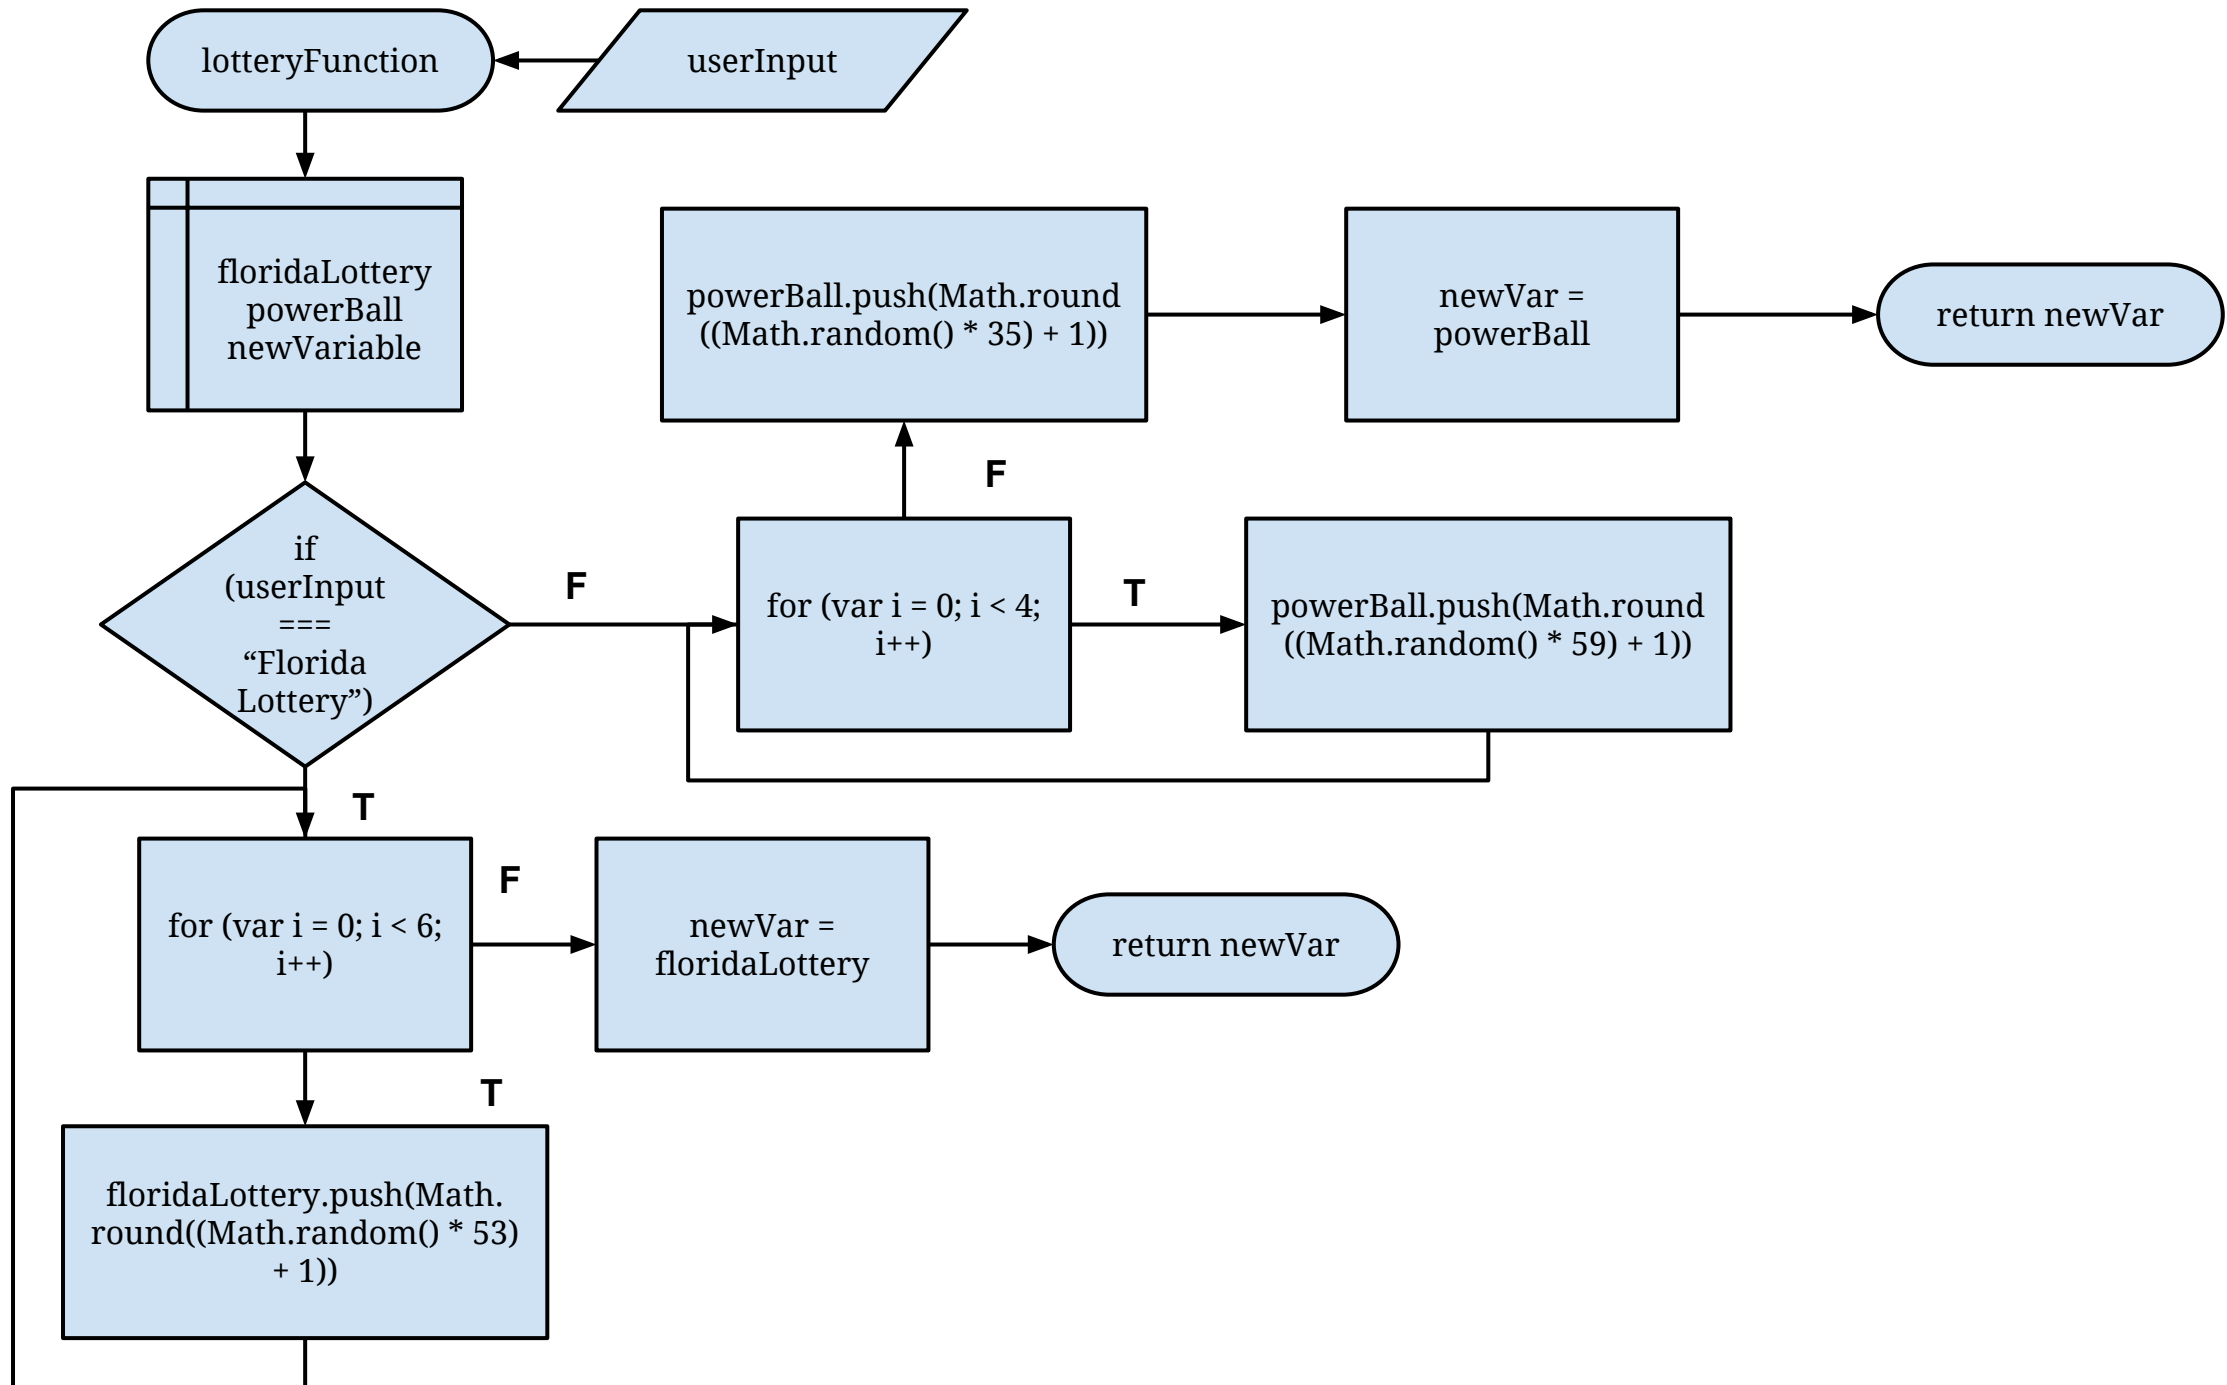 lotteryFunction
userInput
floridaLottery
powerBall
newVariable
powerBall.push(Math.round
((Math.random() * 35) + 1))
newVar =
powerBall
return newVar
F
if
(userInput
===
“Florida
Lottery”)
F
for (var i = 0; i < 4;
i++)
T
powerBall.push(Math.round
((Math.random() * 59) + 1))
T
for (var i = 0; i < 6;
i++)
F
newVar =
floridaLottery
return newVar
T
floridaLottery.push(Math.
round((Math.random() * 53)
+ 1))